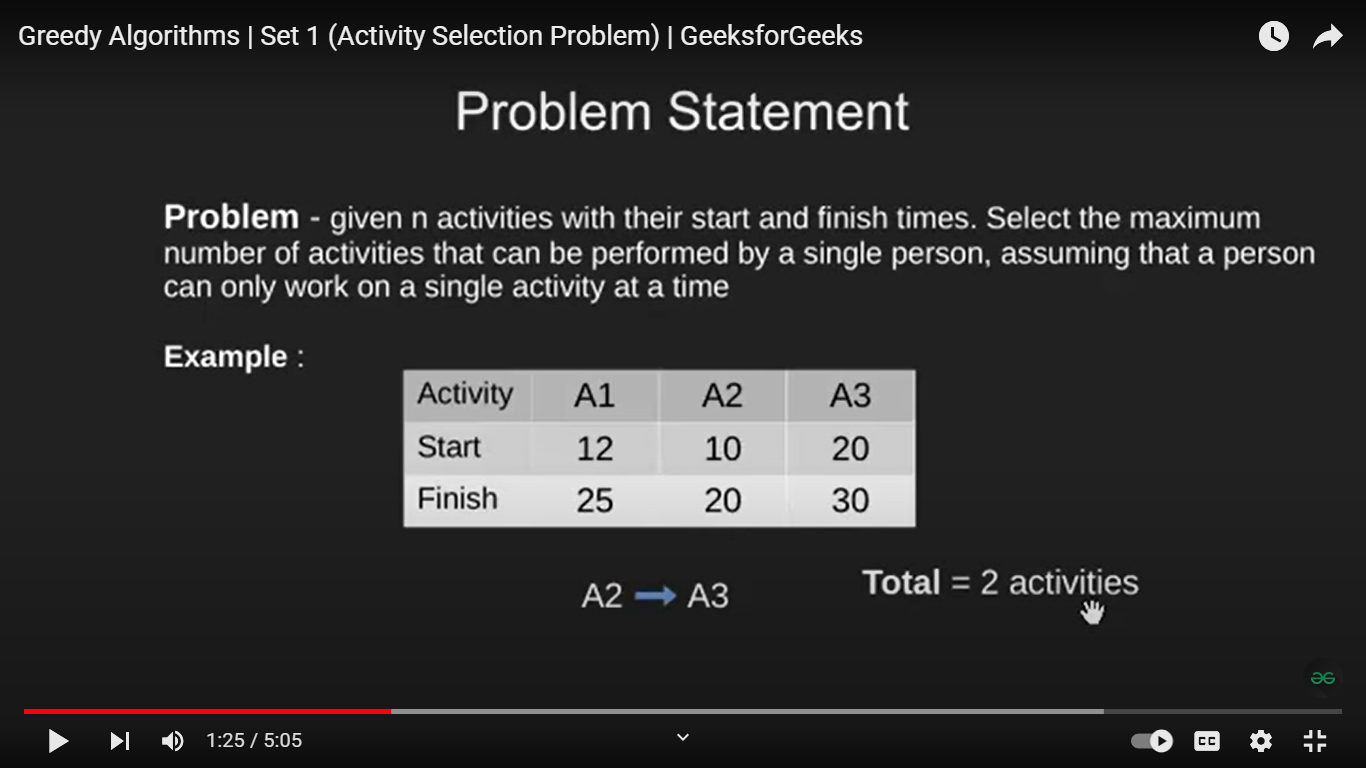 Greedy Algorithms | Set 1 (Activity Selection Problem) | GeeksforGeeks
Problem Statement
Problem - given n activities with their start and finish times. Select the maximum
number of activities that can be performed by a single person, assuming that a person
can only work on a single activity at a time
Example :
Activity A1 A2 A3
Start 12 10 20
Finish 25 20 30
A2 → A3
Total = 2 activities
1:25 / 5:05
CC